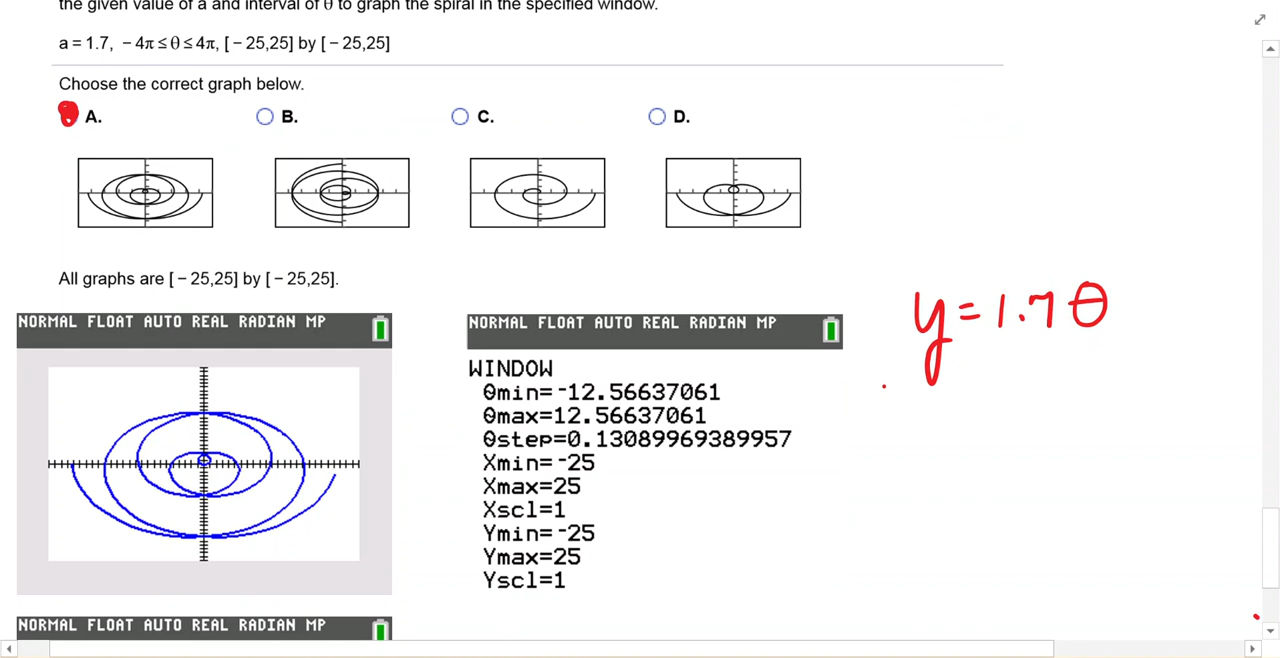 the given value of a and interval of θ to graph the spiral in the specified window.
a = 1.7, − 4π ≤ θ ≤ 4π, [ − 25,25] by [ − 25,25]
Choose the correct graph below.
A. B. C. D.
All graphs are [ − 25,25] by [ − 25,25].
NORMAL FLOAT AUTO REAL RADIAN MP
NORMAL FLOAT AUTO REAL RADIAN MP
WINDOW
θmin=-12.56637061
θmax=12.56637061
θstep=0.13089969389957
Xmin=-25
Xmax=25
Xscl=1
Ymin=-25
Ymax=25
Yscl=1
y = 1.7 θ
NORMAL FLOAT AUTO REAL RADIAN MP